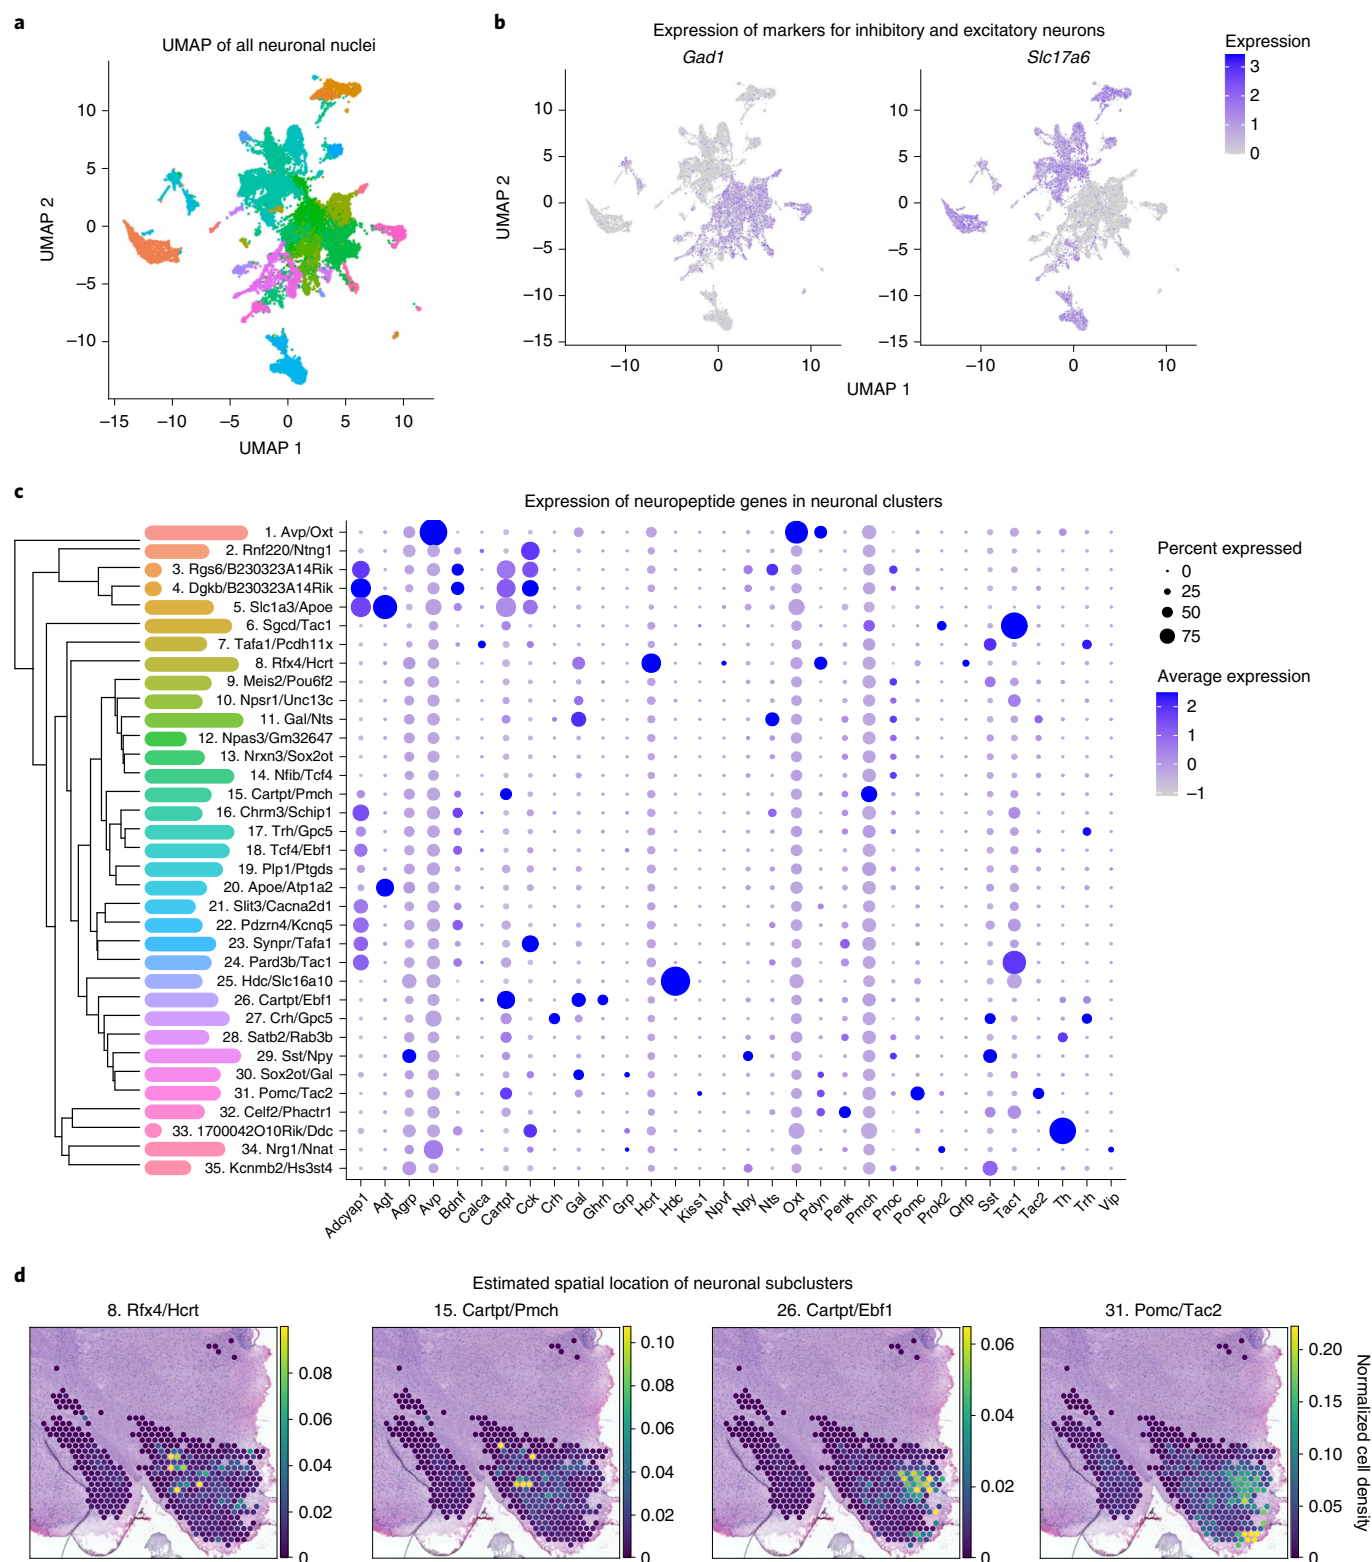 a
UMAP of all neuronal nuclei
10
5
0
−5
−10
UMAP 2
−15 −10 −5 0 5 10
UMAP 1
b
Expression of markers for inhibitory and excitatory neurons
Gad1
Slc17a6
10
5
0
−5
−10
−15
UMAP 2
−10 0 10
10
5
0
−5
−10
−15
−10 0 10
UMAP 1
Expression
3
2
1
0
c
Expression of neuropeptide genes in neuronal clusters
1. Avp/Oxt
2. Rnf220/Ntng1
3. Rgs6/B230323A14Rik
4. Dgkb/B230323A14Rik
5. Slc1a3/Apoe
6. Sgcd/Tac1
7. Tafa1/Pcdh11x
8. Rfx4/Hcrt
9. Meis2/Pou6f2
10. Npsr1/Unc13c
11. Gal/Nts
12. Npas3/Gm32647
13. Nrxn3/Sox2ot
14. Nfib/Tcf4
15. Cartpt/Pmch
16. Chrm3/Schip1
17. Trh/Gpc5
18. Tcf4/Ebf1
19. Plp1/Ptgds
20. Apoe/Atp1a2
21. Slit3/Cacna2d1
22. Pdzrn4/Kcnq5
23. Synpr/Tafa1
24. Pard3b/Tac1
25. Hdc/Slc16a10
26. Cartpt/Ebf1
27. Crh/Gpc5
28. Satb2/Rab3b
29. Sst/Npy
30. Sox2ot/Gal
31. Pomc/Tac2
32. Celf2/Phactr1
33. 1700042O10Rik/Ddc
34. Nrg1/Nnat
35. Kcnmb2/Hs3st4
Adcyap1 Agt Agrp Avp Bdnf Calca Cartpt Cck Crh Gal Ghrh Grp Hcrt Hdc Kiss1 Npvf Npy Nts Oxt Pdyn Penk Pmch Pnoc Pomc Prok2 Qrfp Sst Tac1 Tac2 Th Trh Vip
Percent expressed
0
25
50
75
Average expression
2
1
0
−1
d
Estimated spatial location of neuronal subclusters
8. Rfx4/Hcrt
0.08
0.06
0.04
0.02
0
15. Cartpt/Pmch
0.10
0.08
0.06
0.04
0.02
0
26. Cartpt/Ebf1
0.06
0.04
0.02
0
31. Pomc/Tac2
0.20
0.15
0.10
0.05
0
Normalized cell density